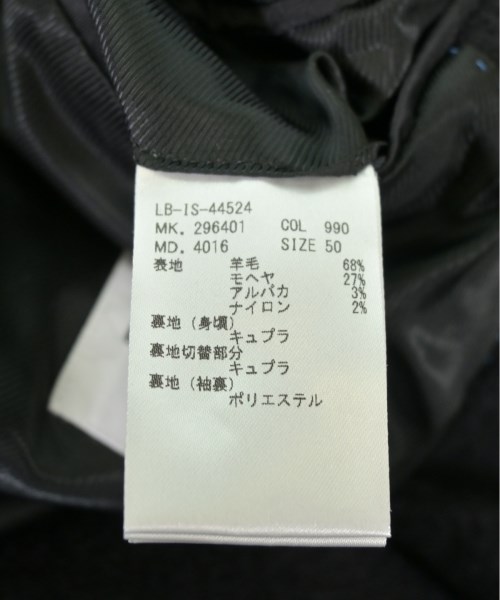 LB-IS-44524
MK. 296401 COL 990
MD. 4016 SIZE 50
表地 羊毛 68%
モヘヤ 27%
アルパカ 3%
ナイロン 2%
裏地（身頃）
キュプラ
裏地切替部分
キュプラ
裏地（袖裏）
ポリエステル